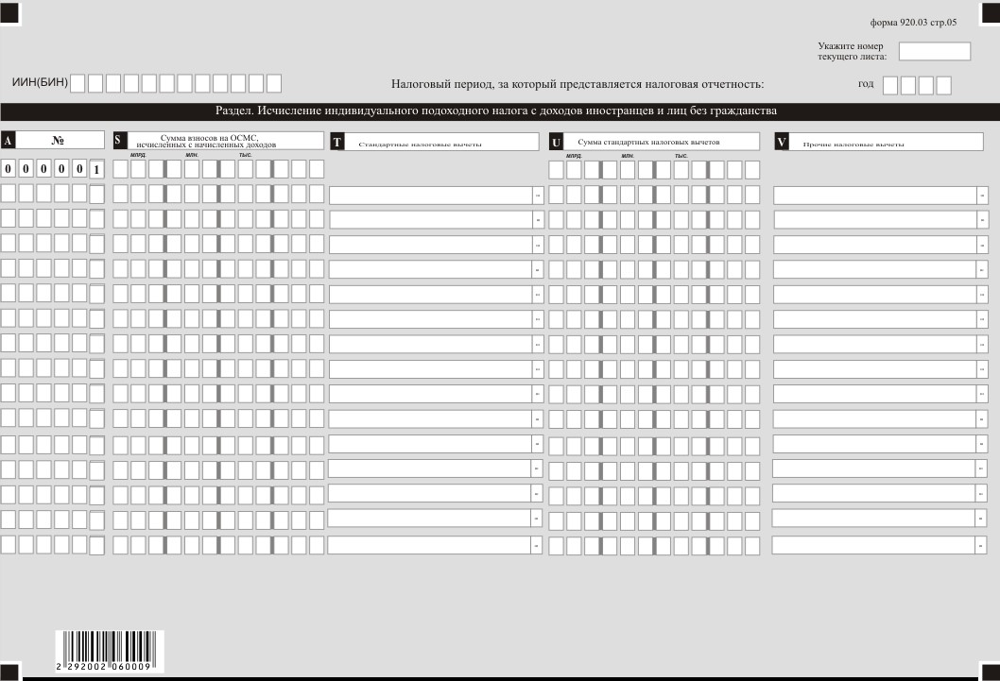 форма 920.03 стр.05
Укажите номер
текущего листа:
ИИН(БИН)
Налоговый период, за который представляется налоговая отчетность:
год
Раздел. Исчисление индивидуального подоходного налога с доходов иностранцев и лиц без гражданства
A №
S Сумма взносов на ОСМС,
исчисленных с начисленных доходов
T Стандартные налоговые вычеты
U Сумма стандартных налоговых вычетов
V Прочие налоговые вычеты
МЛРД. МЛН. ТЫС.
МЛРД. МЛН. ТЫС.
0 0 0 0 0 1
2 292002 060009